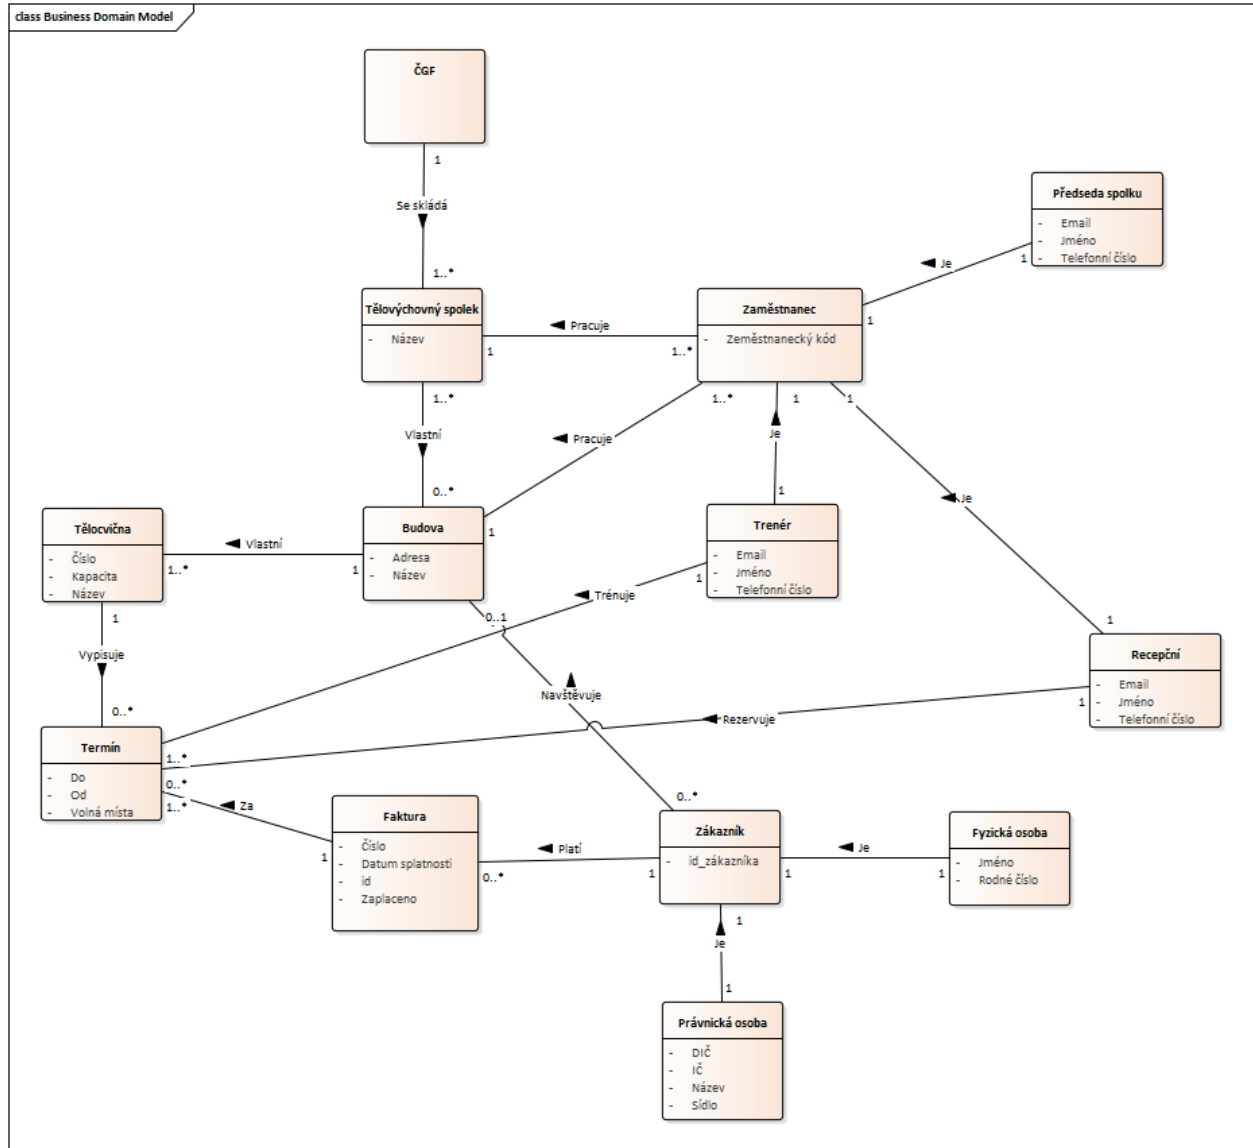 class Business Domain Model
ČGF
1
Se skládá
1..*
Předseda spolku
- Email
- Jméno
- Telefonní číslo
1
Je
1
Tělovýchovný spolek
- Název
1
Pracuje
1..*
Zaměstnanec
- Zeměstnanecký kód
1..*
Vlastní
0..*
1..*
Pracuje
1
1
Je
1
1
Je
1
Tělocvična
- Číslo
- Kapacita
- Název
1..*
Vlastní
1
Budova
- Adresa
- Název
Trenér
- Email
- Jméno
- Telefonní číslo
1
Trénuje
1..*
1
Vypisuje
0..*
0..1
Navštěvuje
0..*
Recepční
- Email
- Jméno
- Telefonní číslo
1
Rezervuje
0..*
Termín
- Do
- Od
- Volná místa
1..*
Za
1
Faktura
- Číslo
- Datum splatnosti
- id
- Zaplaceno
0..*
Platí
1
Zákazník
- id_zákazníka
1
Je
1
Fyzická osoba
- Jméno
- Rodné číslo
1
Je
1
Právnická osoba
- DIČ
- IČ
- Název
- Sídlo